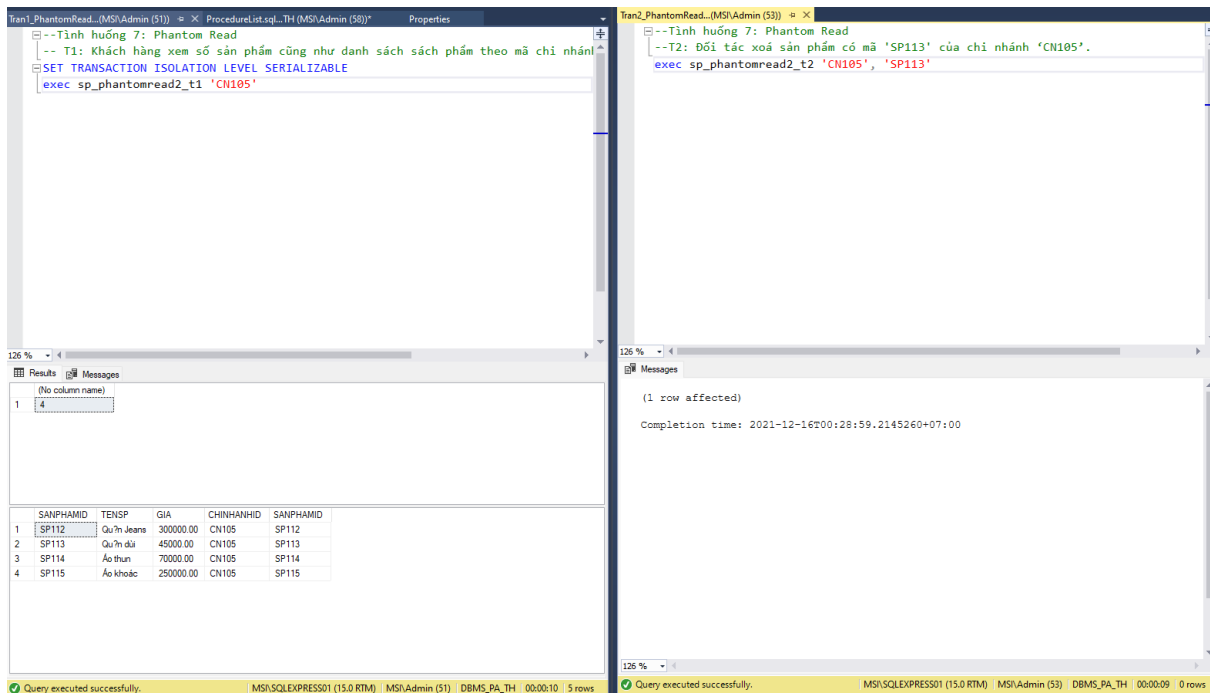 Tran1_PhantomRead...(MSI\Admin (51)) ProcedureList.sql...TH (MSI\Admin (58))* Properties
--Tình huống 7: Phantom Read
-- T1: Khách hàng xem số sản phẩm cũng như danh sách sách phẩm theo mã chi nhánh
SET TRANSACTION ISOLATION LEVEL SERIALIZABLE
exec sp_phantomread2_t1 'CN105'
126 %
Results Messages
(No column name)
1 4
SANPHAMID TENSP GIA CHINHANHID SANPHAMID
1 SP112 Qu?n Jeans 300000.00 CN105 SP112
2 SP113 Qu?n dùi 45000.00 CN105 SP113
3 SP114 Áo thun 70000.00 CN105 SP114
4 SP115 Áo khoác 250000.00 CN105 SP115
Query executed successfully. MSI\SQLEXPRESS01 (15.0 RTM) MSI\Admin (51) DBMS_PA_TH 00:00:10 5 rows
Tran2_PhantomRead...(MSI\Admin (53))
--Tình huống 7: Phantom Read
--T2: Đối tác xoá sản phẩm có mã 'SP113' của chi nhánh ‘CN105’.
exec sp_phantomread2_t2 'CN105', 'SP113'
126 %
Messages
(1 row affected)
Completion time: 2021-12-16T00:28:59.2145260+07:00
126 %
Query executed successfully. MSI\SQLEXPRESS01 (15.0 RTM) MSI\Admin (53) DBMS_PA_TH 00:00:09 0 rows